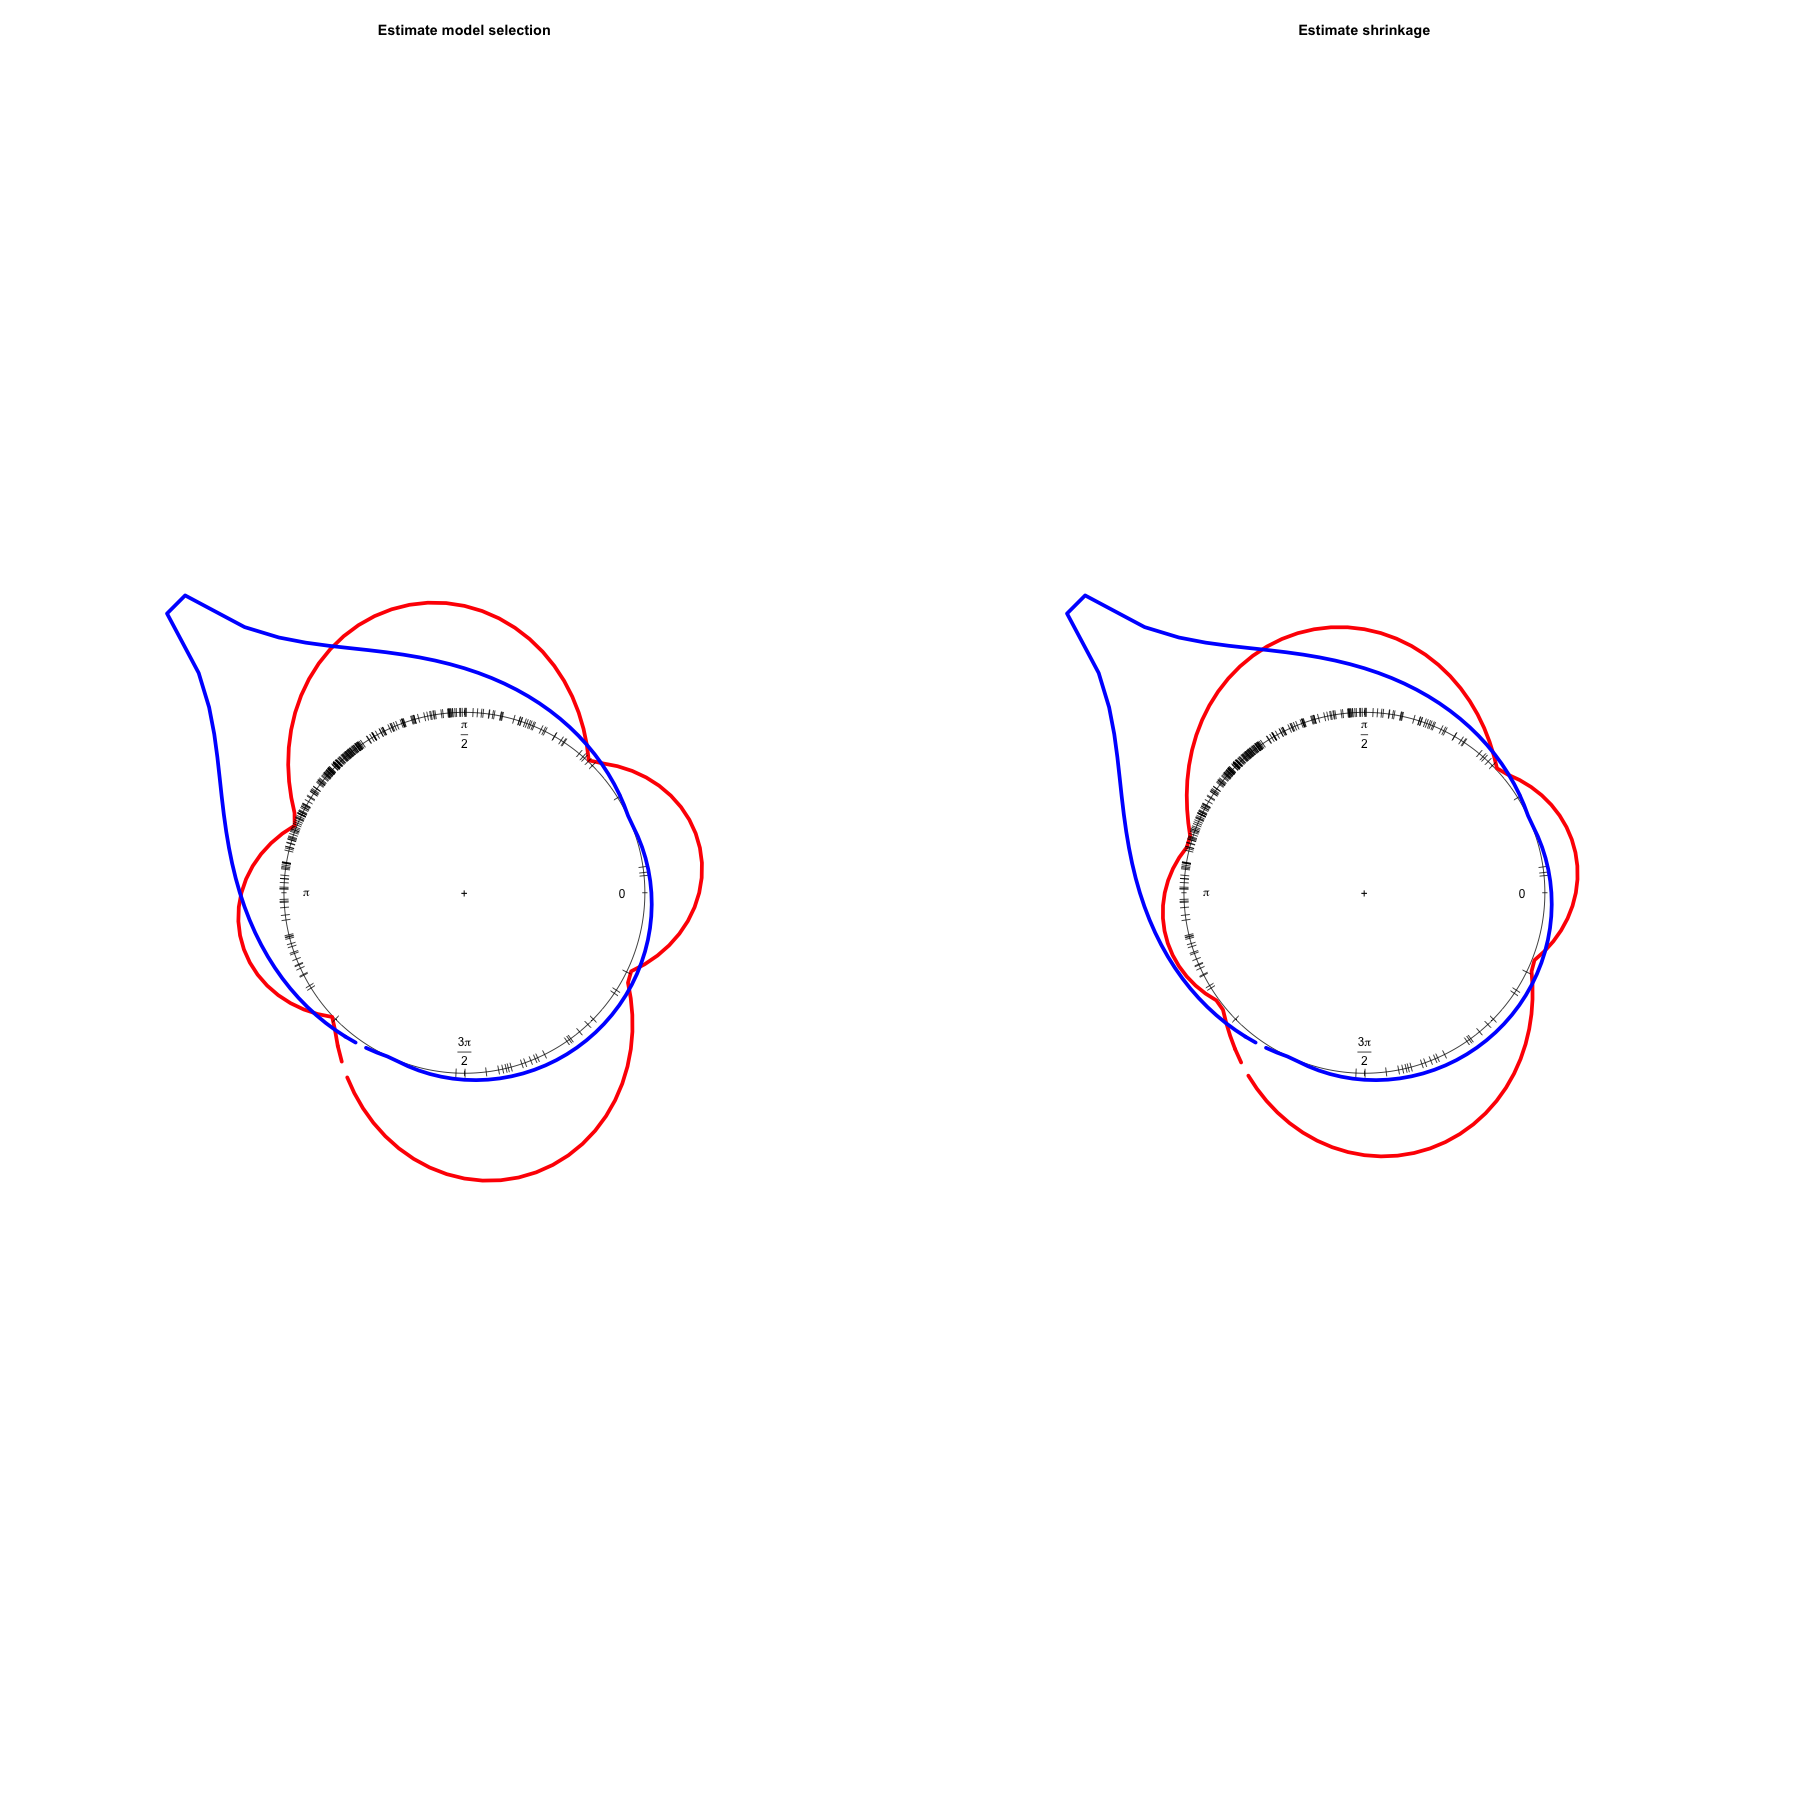 Estimate model selection
Estimate shrinkage
π
2
π
+
0
3π
2
π
2
π
+
0
3π
2